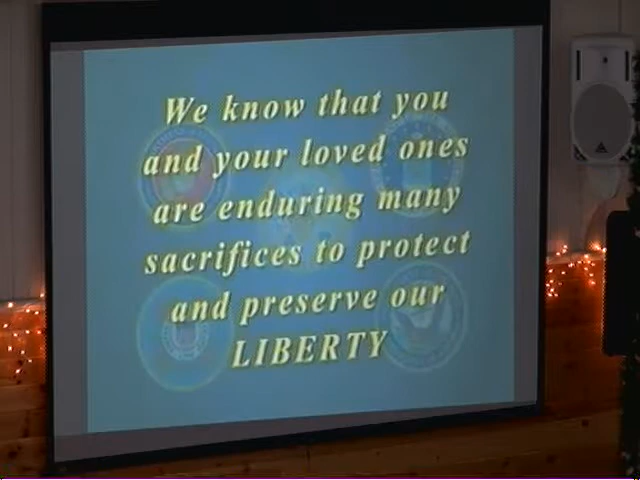 We know that you
and your loved ones
are enduring many
sacrifices to protect
and preserve our
LIBERTY